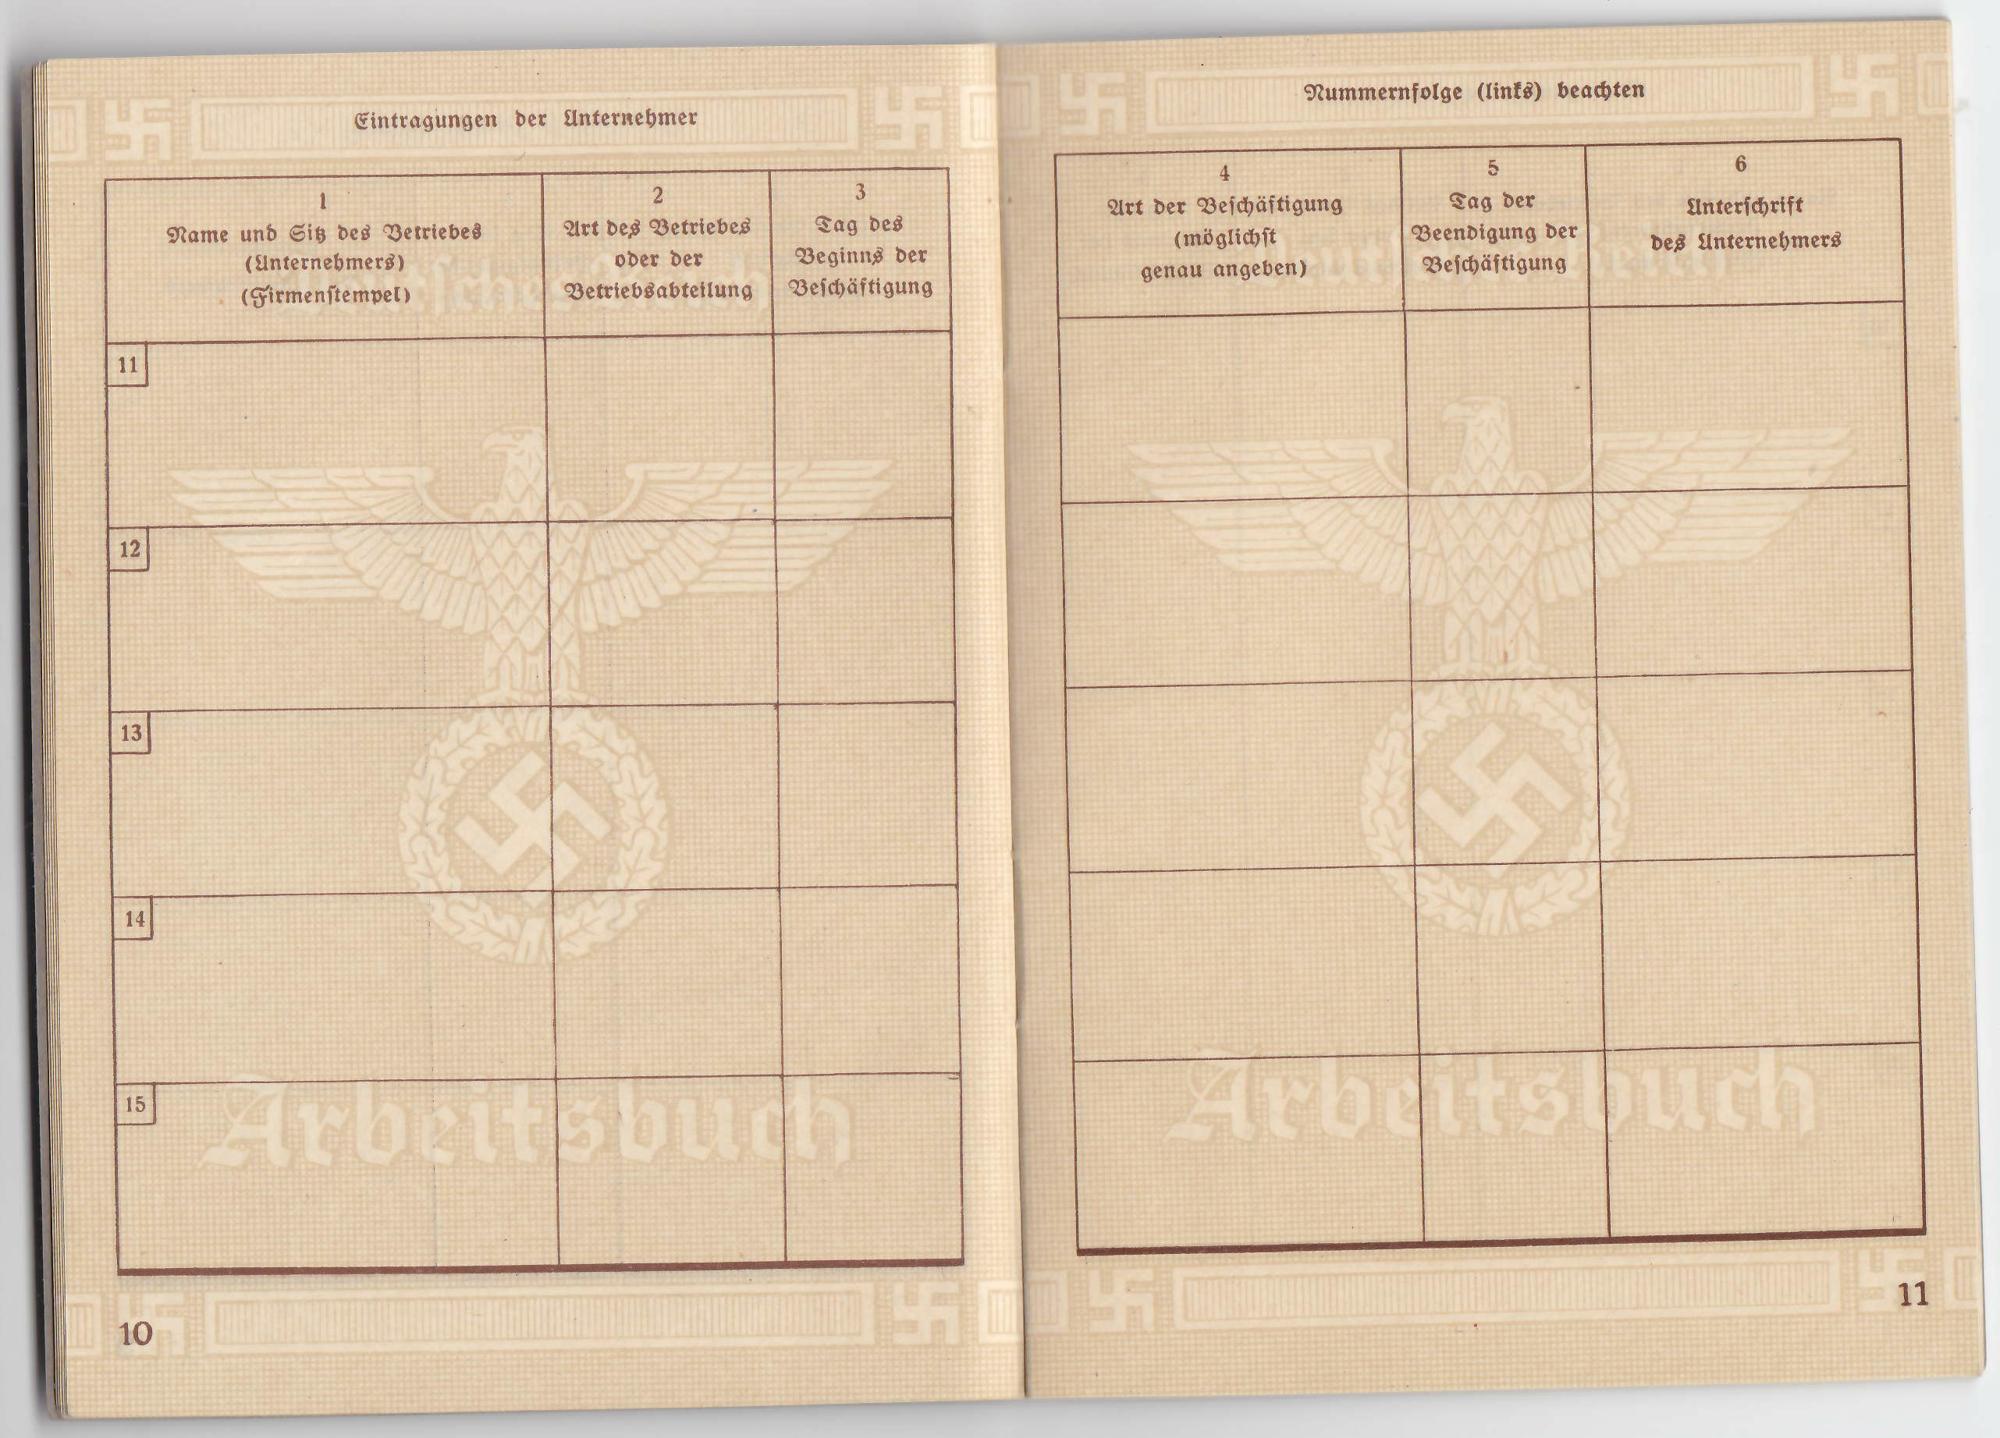 Eintragungen der Unternehmer
1
Name und Sitz des Betriebes
(Unternehmers)
(Firmenstempel)
2
Art des Betriebes
oder der
Betriebsabteilung
3
Tag des
Beginns der
Beschäftigung
11
12
13
14
15
Arbeitsbuch
10
Nummernfolge (links) beachten
4
Art der Beschäftigung
(möglichst
genau angeben)
5
Tag der
Beendigung der
Beschäftigung
6
Unterschrift
des Unternehmers
Arbeitsbuch
11